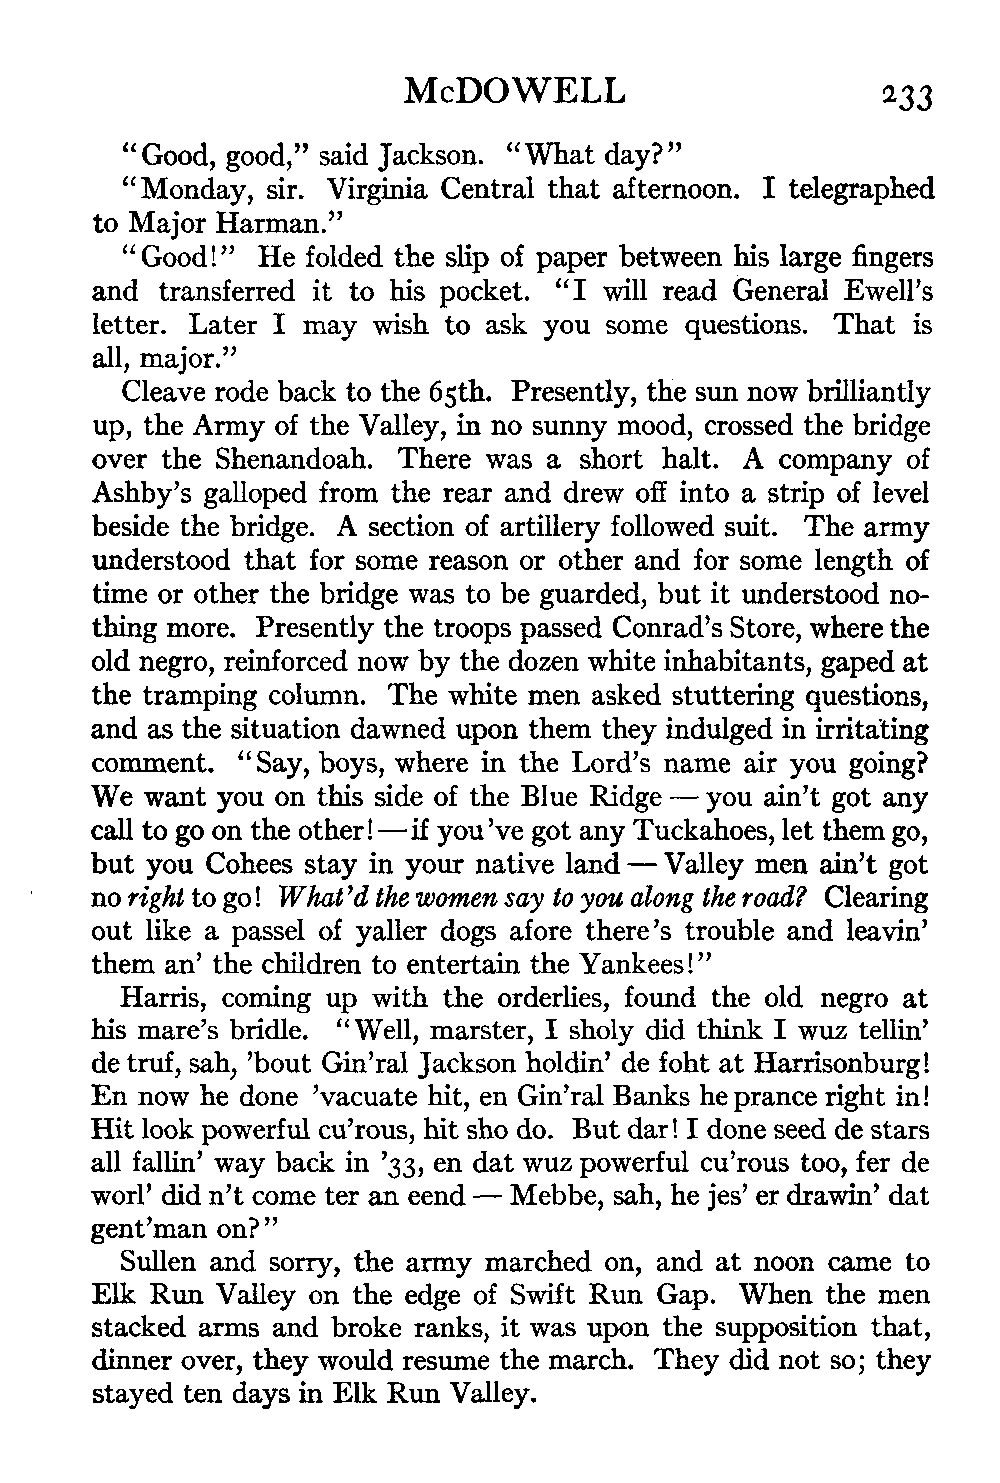 McDOWELL 233
"Good, good," said Jackson. "What day?"
"Monday, sir. Virginia Central that afternoon. I telegraphed
to Major Harman."
"Good!" He folded the slip of paper between his large fingers
and transferred it to his pocket. "I will read General Ewell's
letter. Later I may wish to ask you some questions. That is
all, major."
Cleave rode back to the 65th. Presently, the sun now brilliantly
up, the Army of the Valley, in no sunny mood, crossed the bridge
over the Shenandoah. There was a short halt. A company of
Ashby's galloped from the rear and drew off into a strip of level
beside the bridge. A section of artillery followed suit. The army
understood that for some reason or other and for some length of
time or other the bridge was to be guarded, but it understood no-
thing more. Presently the troops passed Conrad's Store, where the
old negro, reinforced now by the dozen white inhabitants, gaped at
the tramping column. The white men asked stuttering questions,
and as the situation dawned upon them they indulged in irritating
comment. "Say, boys, where in the Lord's name air you going?
We want you on this side of the Blue Ridge — you ain't got any
call to go on the other! — if you 've got any Tuckahoes, let them go,
but you Cohees stay in your native land — Valley men ain't got
no right to go! What'd the women say to you along the road? Clearing
out like a passel of yaller dogs afore there's trouble and leavin'
them an' the children to entertain the Yankees!"
Harris, coming up with the orderlies, found the old negro at
his mare's bridle. "Well, marster, I sholy did think I wuz tellin'
de truf, sah, 'bout Gin'ral Jackson holdin' de foht at Harrisonburg!
En now he done 'vacuate hit, en Gin'ral Banks he prance right in!
Hit look powerful cu'rous, hit sho do. But dar! I done seed de stars
all fallin' way back in '33, en dat wuz powerful cu'rous too, fer de
worl' did n't come ter an eend — Mebbe, sah, he jes' er drawin' dat
gent'man on?"
Sullen and sorry, the army marched on, and at noon came to
Elk Run Valley on the edge of Swift Run Gap. When the men
stacked arms and broke ranks, it was upon the supposition that,
dinner over, they would resume the march. They did not so; they
stayed ten days in Elk Run Valley.